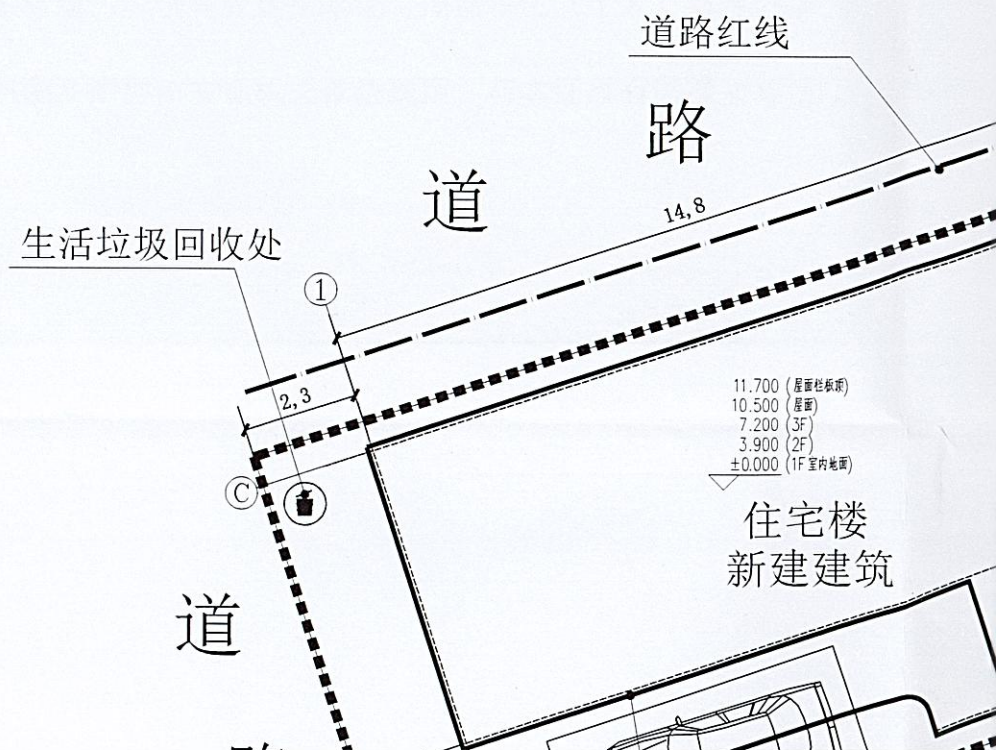 道路红线
道 路
14,8
生活垃圾回收处
1
2,3
11.700 (屋面栏板顶)
10.500 (屋面)
7.200 (3F)
3.900 (2F)
±0.000 (1F室内地面)
C
住宅楼
新建建筑
道